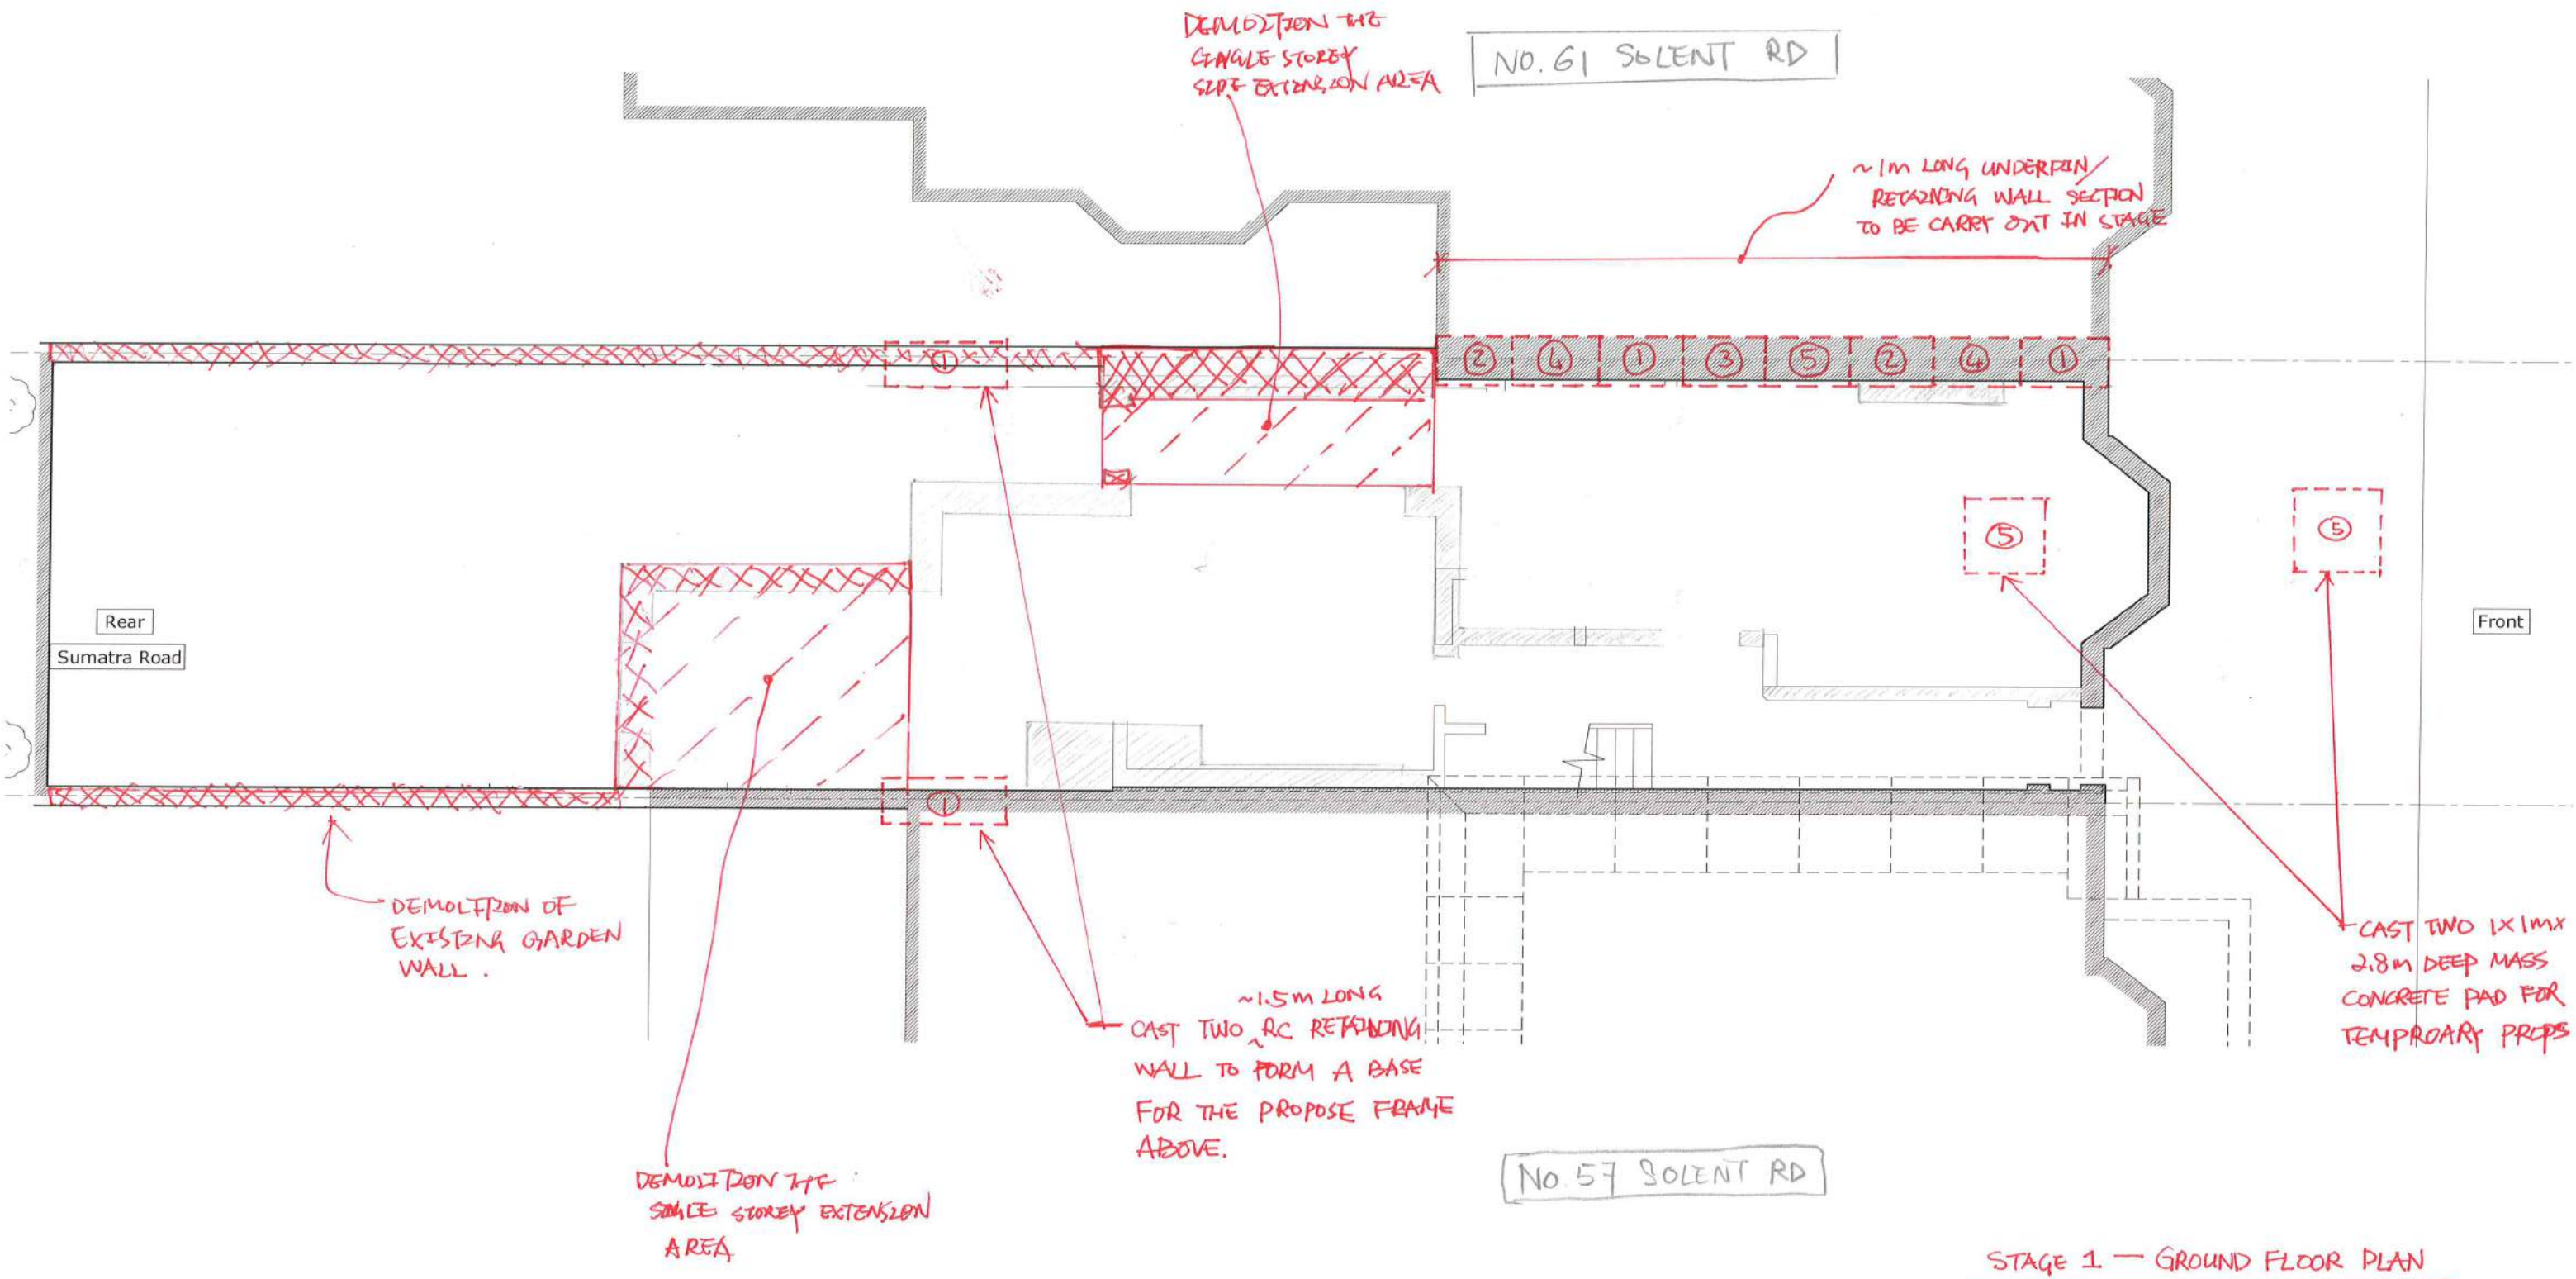 DEMOLITION THE
SINGLE STOREY
SIDE EXTENSION AREA
NO. 61 SOLENT RD
~1m LONG UNDERPIN/
RETAINING WALL SECTION
TO BE CARRY OUT IN STAGE
1
2
4
1
3
5
2
4
1
5
5
Rear
Sumatra Road
Front
1
DEMOLITION OF
EXISTING GARDEN
WALL.
CAST TWO 1x1mx
2.8m DEEP MASS
CONCRETE PAD FOR
TEMPROARY PROPS
~1.5m LONG
CAST TWO RC RETAINING
WALL TO FORM A BASE
FOR THE PROPOSE FRAME
ABOVE.
DEMOLITION THE
SINGLE STOREY EXTENSION
AREA
No. 57 SOLENT RD
STAGE 1 — GROUND FLOOR PLAN